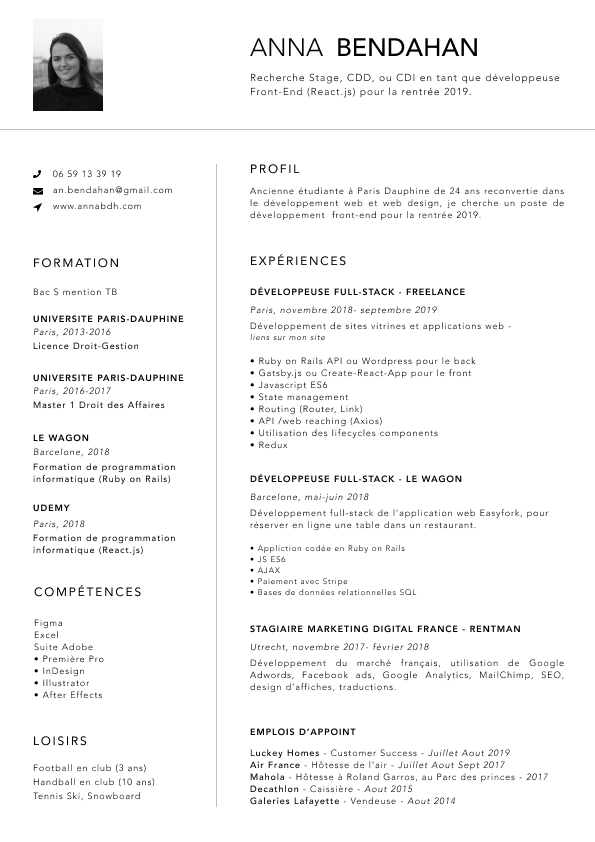 ANNA BENDAHAN
Recherche Stage, CDD, ou CDI en tant que développeuse
Front-End (React.js) pour la rentrée 2019.
06 59 13 39 19
an.bendahan@gmail.com
www.annabdh.com
FORMATION
Bac S mention TB
UNIVERSITE PARIS-DAUPHINE
Paris, 2013-2016
Licence Droit-Gestion
UNIVERSITE PARIS-DAUPHINE
Paris, 2016-2017
Master 1 Droit des Affaires
LE WAGON
Barcelone, 2018
Formation de programmation
informatique (Ruby on Rails)
UDEMY
Paris, 2018
Formation de programmation
informatique (React.js)
COMPÉTENCES
Figma
Excel
Suite Adobe
• Première Pro
• InDesign
• Illustrator
• After Effects
LOISIRS
Football en club (3 ans)
Handball en club (10 ans)
Tennis Ski, Snowboard
PROFIL
Ancienne étudiante à Paris Dauphine de 24 ans reconvertie dans
le développement web et web design, je cherche un poste de
développement front-end pour la rentrée 2019.
EXPÉRIENCES
DÉVELOPPEUSE FULL-STACK - FREELANCE
Paris, novembre 2018- septembre 2019
Développement de sites vitrines et applications web -
liens sur mon site
• Ruby on Rails API ou Wordpress pour le back
• Gatsby.js ou Create-React-App pour le front
• Javascript ES6
• State management
• Routing (Router, Link)
• API /web reaching (Axios)
• Utilisation des lifecycles components
• Redux
DÉVELOPPEUSE FULL-STACK - LE WAGON
Barcelone, mai-juin 2018
Développement full-stack de l'application web Easyfork, pour
réserver en ligne une table dans un restaurant.
• Appliction codée en Ruby on Rails
• JS ES6
• AJAX
• Paiement avec Stripe
• Bases de données relationnelles SQL
STAGIAIRE MARKETING DIGITAL FRANCE - RENTMAN
Utrecht, novembre 2017- février 2018
Développement du marché français, utilisation de Google
Adwords, Facebook ads, Google Analytics, MailChimp, SEO,
design d'affiches, traductions.
EMPLOIS D'APPOINT
Luckey Homes - Customer Success - Juillet Aout 2019
Air France - Hôtesse de l'air - Juillet Aout Sept 2017
Mahola - Hôtesse à Roland Garros, au Parc des princes - 2017
Decathlon - Caissière - Aout 2015
Galeries Lafayette - Vendeuse - Aout 2014